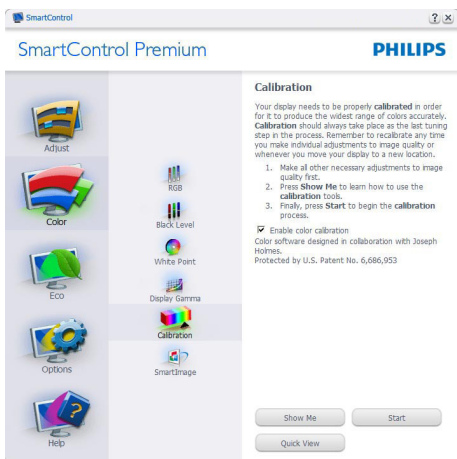 SmartControl
SmartControl Premium
PHILIPS
Adjust
Color
Eco
Options
Help
RGB
Black Level
White Point
Display Gamma
Calibration
SmartImage
Calibration
Your display needs to be properly calibrated in order
for it to produce the widest range of colors accurately.
Calibration should always take place as the last tuning
step in the process. Remember to recalibrate any time
you make individual adjustments to image quality or
whenever you move your display to a new location.
1. Make all other necessary adjustments to image
quality first.
2. Press Show Me to learn how to use the
calibration tools.
3. Finally, press Start to begin the calibration
process.
Enable color calibration
Color software designed in collaboration with Joseph
Holmes.
Protected by U.S. Patent No. 6,686,953
Show Me
Start
Quick View